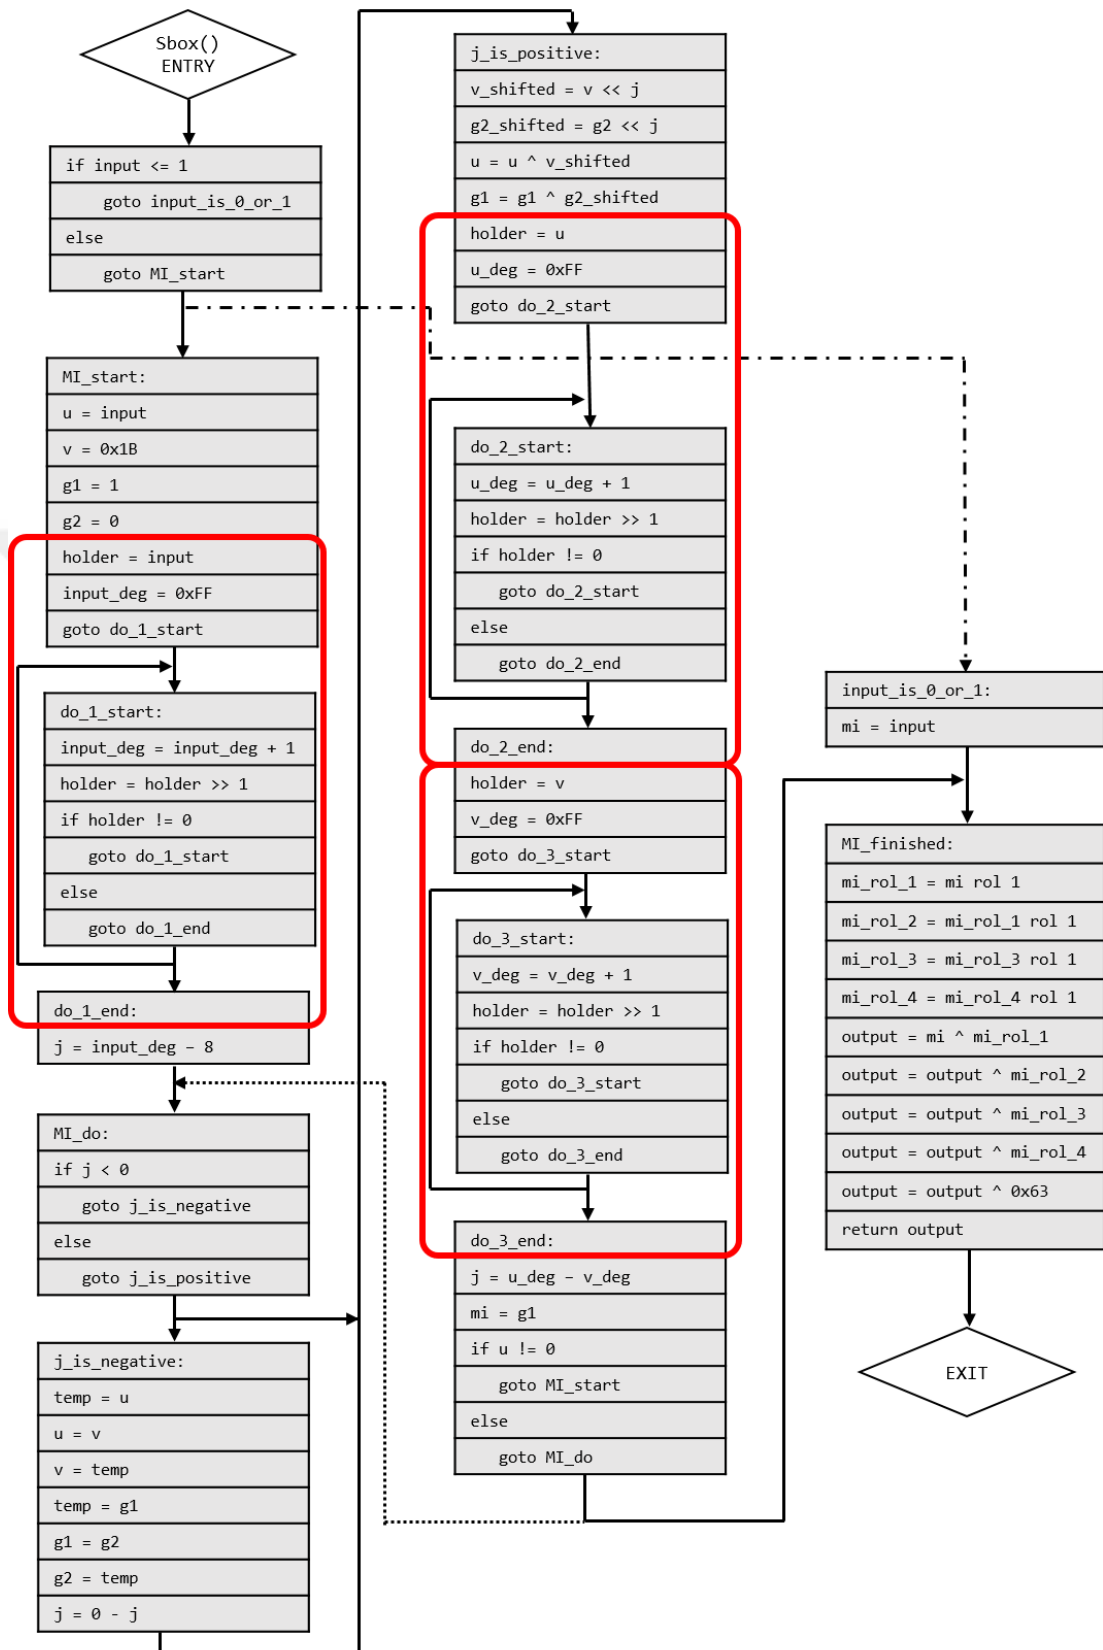 Sbox()
ENTRY
if input <= 1
goto input_is_0_or_1
else
goto MI_start
MI_start:
u = input
v = 0x1B
g1 = 1
g2 = 0
holder = input
input_deg = 0xFF
goto do_1_start
do_1_start:
input_deg = input_deg + 1
holder = holder >> 1
if holder != 0
goto do_1_start
else
goto do_1_end
do_1_end:
j = input_deg – 8
MI_do:
if j < 0
goto j_is_negative
else
goto j_is_positive
j_is_negative:
temp = u
u = v
v = temp
temp = g1
g1 = g2
g2 = temp
j = 0 - j
j_is_positive:
v_shifted = v << j
g2_shifted = g2 << j
u = u ^ v_shifted
g1 = g1 ^ g2_shifted
holder = u
u_deg = 0xFF
goto do_2_start
do_2_start:
u_deg = u_deg + 1
holder = holder >> 1
if holder != 0
goto do_2_start
else
goto do_2_end
do_2_end:
holder = v
v_deg = 0xFF
goto do_3_start
do_3_start:
v_deg = v_deg + 1
holder = holder >> 1
if holder != 0
goto do_3_start
else
goto do_3_end
do_3_end:
j = u_deg – v_deg
mi = g1
if u != 0
goto MI_start
else
goto MI_do
input_is_0_or_1:
mi = input
MI_finished:
mi_rol_1 = mi rol 1
mi_rol_2 = mi_rol_1 rol 1
mi_rol_3 = mi_rol_3 rol 1
mi_rol_4 = mi_rol_4 rol 1
output = mi ^ mi_rol_1
output = output ^ mi_rol_2
output = output ^ mi_rol_3
output = output ^ mi_rol_4
output = output ^ 0x63
return output
EXIT